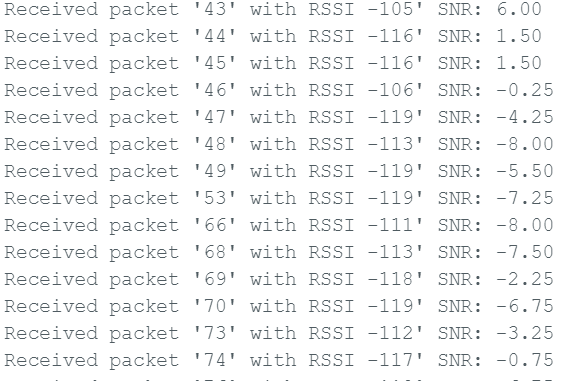 Received packet '43' with RSSI -105' SNR: 6.00
Received packet '44' with RSSI -116' SNR: 1.50
Received packet '45' with RSSI -116' SNR: 1.50
Received packet '46' with RSSI -106' SNR: -0.25
Received packet '47' with RSSI -119' SNR: -4.25
Received packet '48' with RSSI -113' SNR: -8.00
Received packet '49' with RSSI -119' SNR: -5.50
Received packet '53' with RSSI -119' SNR: -7.25
Received packet '66' with RSSI -111' SNR: -8.00
Received packet '68' with RSSI -113' SNR: -7.50
Received packet '69' with RSSI -118' SNR: -2.25
Received packet '70' with RSSI -119' SNR: -6.75
Received packet '73' with RSSI -112' SNR: -3.25
Received packet '74' with RSSI -117' SNR: -0.75